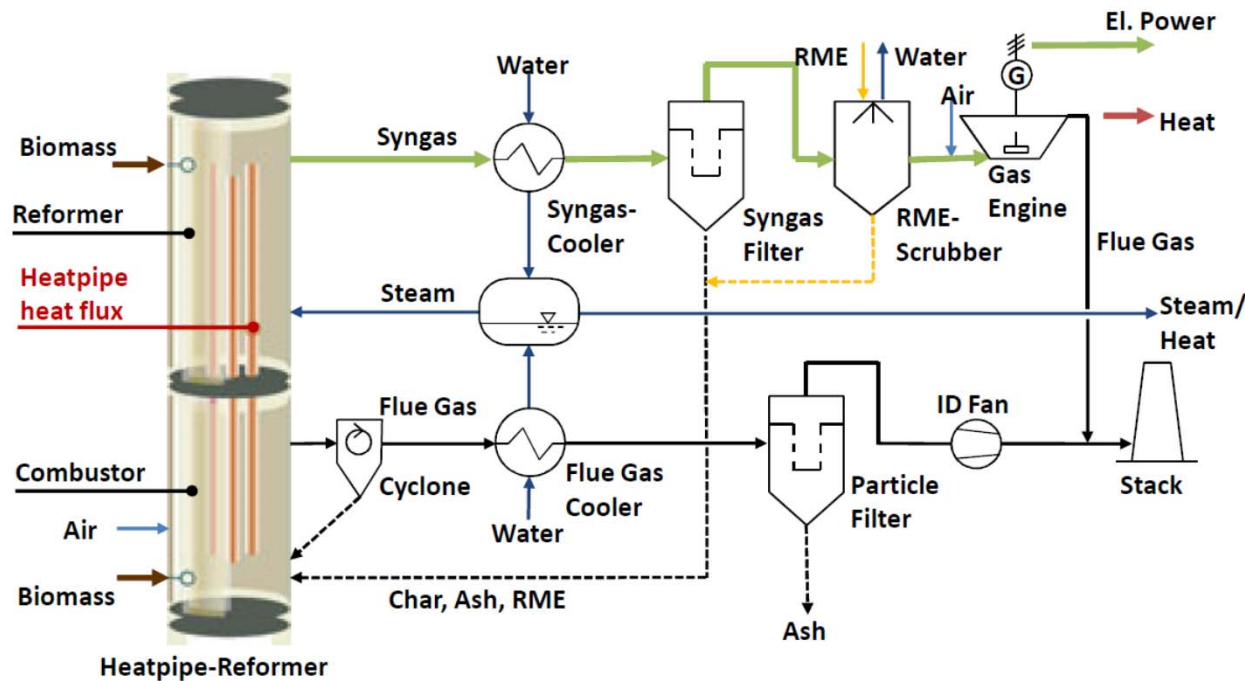 El. Power
Water
RME
Water
G
Air
Biomass
Syngas
Heat
Reformer
Syngas-
Cooler
Syngas
Filter
RME-
Scrubber
Gas
Engine
Flue Gas
Heatpipe
heat flux
Steam
Steam/
Heat
Flue Gas
ID Fan
Combustor
Cyclone
Flue Gas
Cooler
Particle
Filter
Stack
Air
Water
Biomass
Char, Ash, RME
Ash
Heatpipe-Reformer